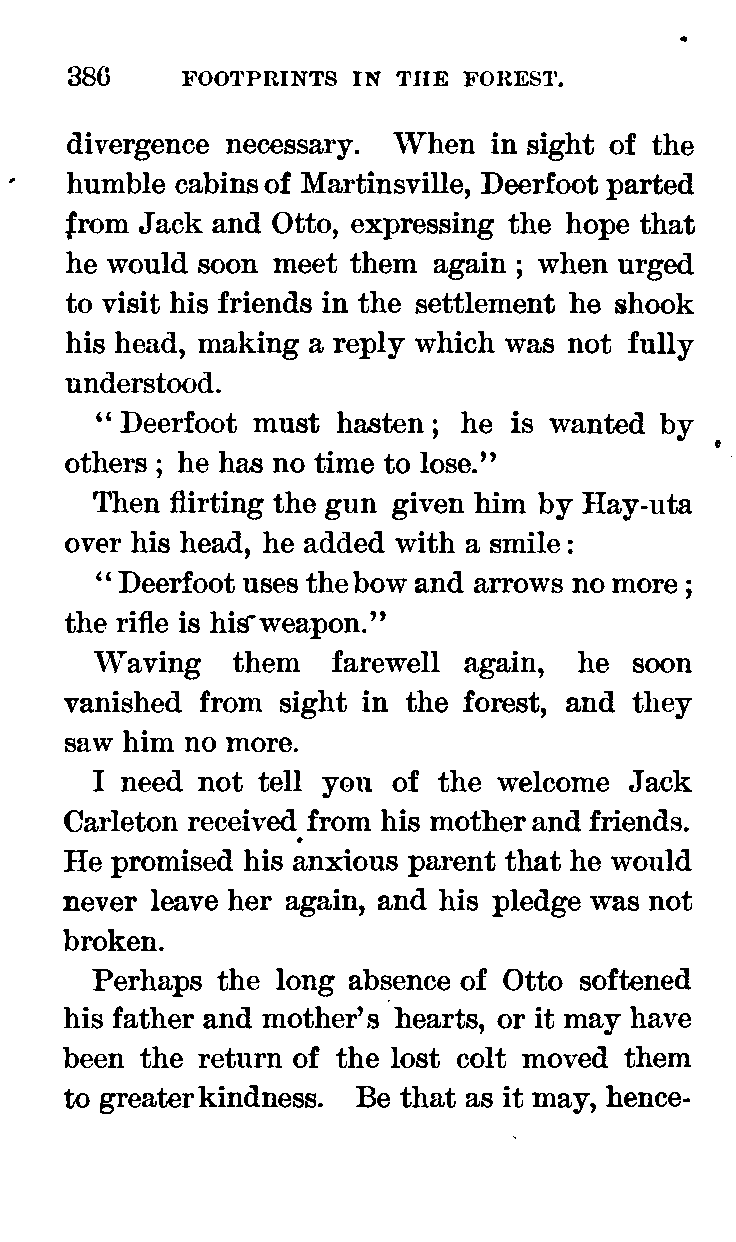 386 FOOTPRINTS IN THE FOREST.
divergence necessary. When in sight of the
humble cabins of Martinsville, Deerfoot parted
from Jack and Otto, expressing the hope that
he would soon meet them again ; when urged
to visit his friends in the settlement he shook
his head, making a reply which was not fully
understood.
“ Deerfoot must hasten ; he is wanted by
others ; he has no time to lose.”
Then flirting the gun given him by Hay-uta
over his head, he added with a smile :
“ Deerfoot uses the bow and arrows no more ;
the rifle is his weapon.”
Waving them farewell again, he soon
vanished from sight in the forest, and they
saw him no more.
I need not tell you of the welcome Jack
Carleton received from his mother and friends.
He promised his anxious parent that he would
never leave her again, and his pledge was not
broken.
Perhaps the long absence of Otto softened
his father and mother’s hearts, or it may have
been the return of the lost colt moved them
to greater kindness. Be that as it may, hence-